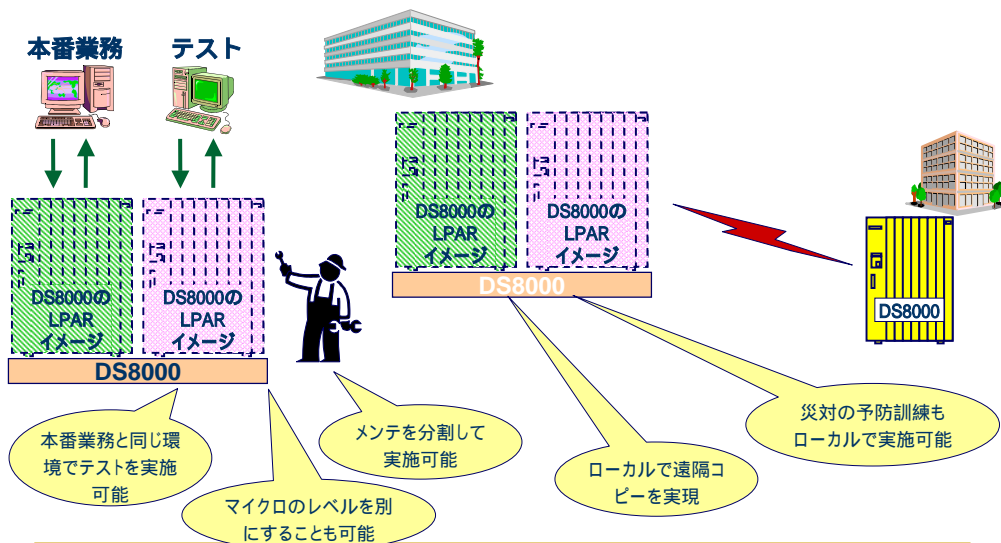 本番業務
テスト
DS8000の
LPAR
イメージ
DS8000の
LPAR
イメージ
DS8000
DS8000の
LPAR
イメージ
DS8000の
LPAR
イメージ
DS8000
DS8000
本番業務と同じ環
境でテストを実施
可能
マイクロのレベルを別
にすることも可能
メンテを分割して
実施可能
ローカルで遠隔コ
ピーを実現
災対の予防訓練も
ローカルで実施可能